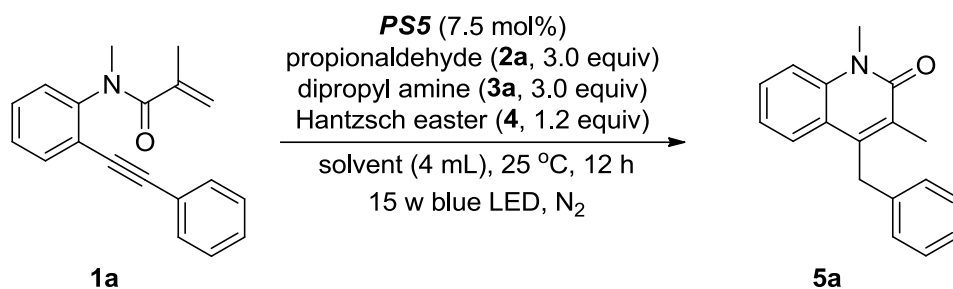 PS5 (7.5 mol%)
propionaldehyde (2a, 3.0 equiv)
dipropyl amine (3a, 3.0 equiv)
Hantzsch easter (4, 1.2 equiv)
solvent (4 mL), 25 °C, 12 h
15 w blue LED, N₂
N
O
1a
N
O
5a